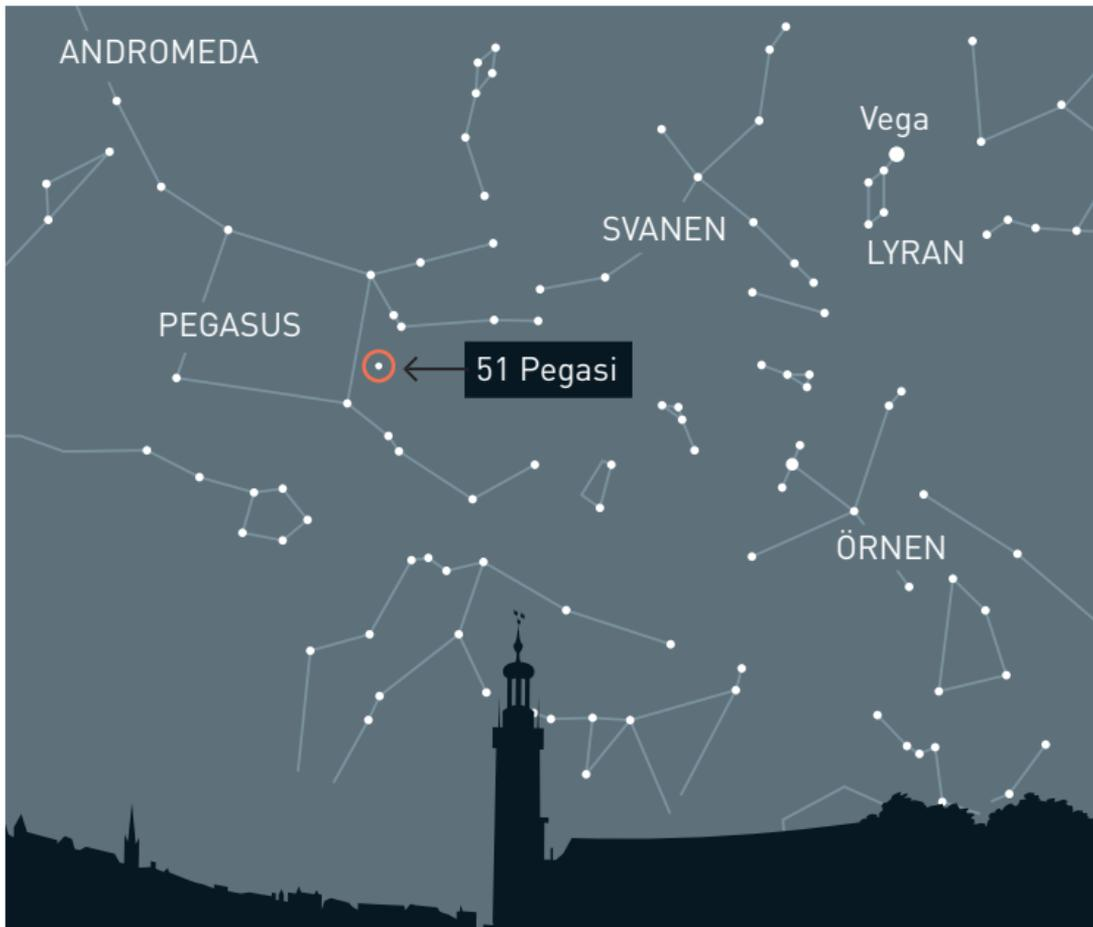 ANDROMEDA
Vega
SVANEN
LYRAN
PEGASUS
51 Pegasi
ÖRNEN